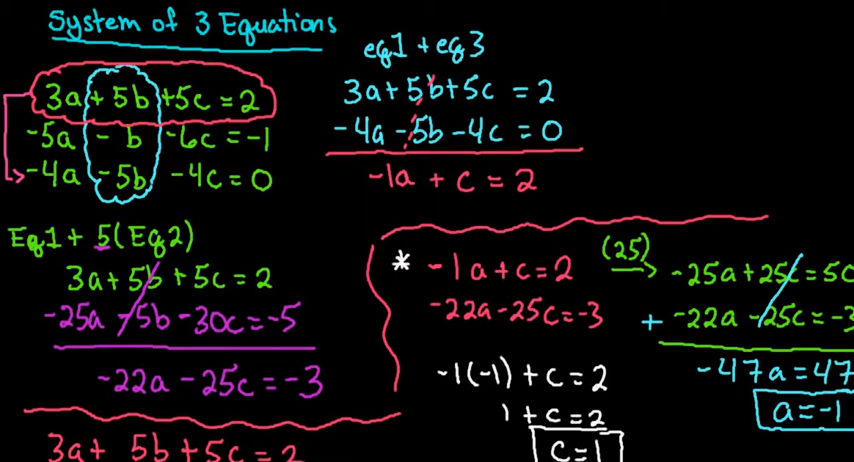 System of 3 Equations
3a + 5b + 5c = 2
-5a - b - 6c = -1
-4a - 5b - 4c = 0
eq1 + eq3
3a + 5b + 5c = 2
-4a - 5b - 4c = 0
-1a + c = 2
Eq1 + 5(Eq2)
3a + 5b + 5c = 2
-25a - 5b - 30c = -5
-22a - 25c = -3
3a + 5b + 5c = 2
* -1a + c = 2
-22a - 25c = -3
(25)
-25a + 25c = 50
+ -22a - 25c = -3
-47a = 47
a = -1
-1(-1) + c = 2
1 + c = 2
c = 1